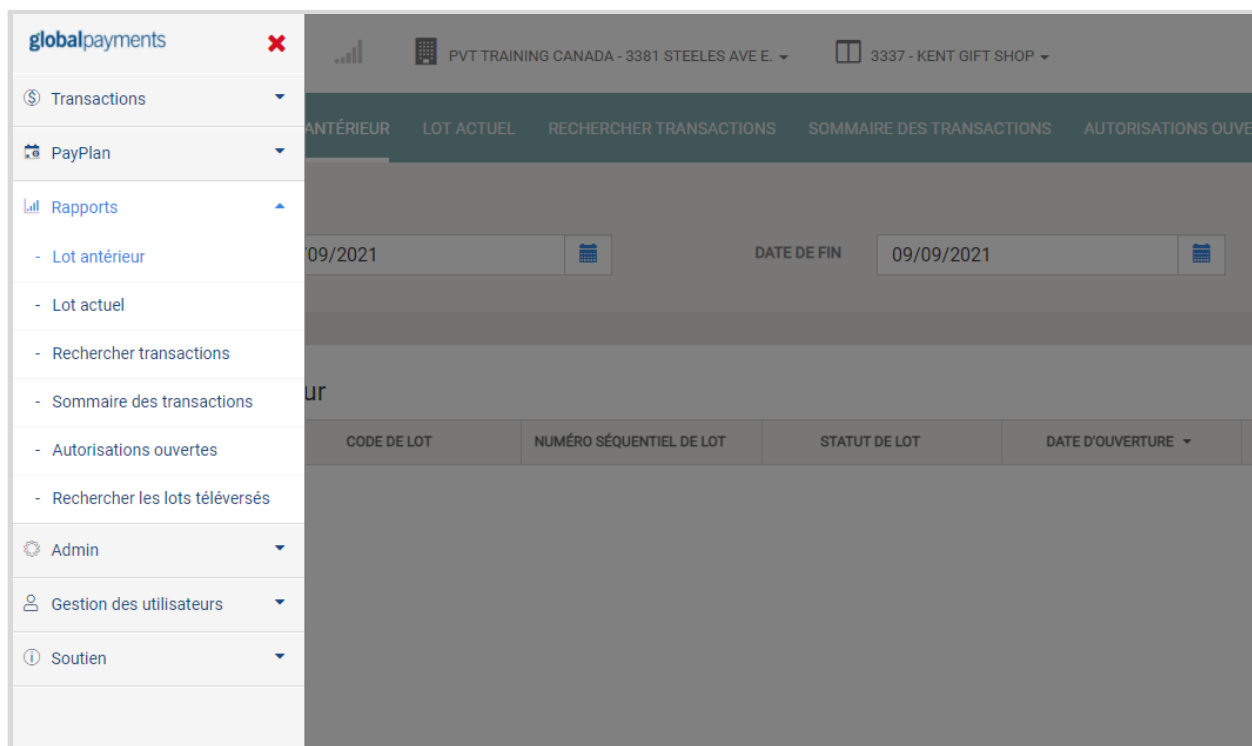 globalpayments
PVT TRAINING CANADA - 3381 STEELES AVE E.
3337 - KENT GIFT SHOP
Transactions
PayPlan
Rapports
- Lot antérieur
- Lot actuel
- Rechercher transactions
- Sommaire des transactions
- Autorisations ouvertes
- Rechercher les lots téléversés
Admin
Gestion des utilisateurs
Soutien
ANTÉRIEUR LOT ACTUEL RECHERCHER TRANSACTIONS SOMMAIRE DES TRANSACTIONS AUTORISATIONS OUVE
09/2021 DATE DE FIN 09/09/2021
ur
CODE DE LOT NUMÉRO SÉQUENTIEL DE LOT STATUT DE LOT DATE D'OUVERTURE